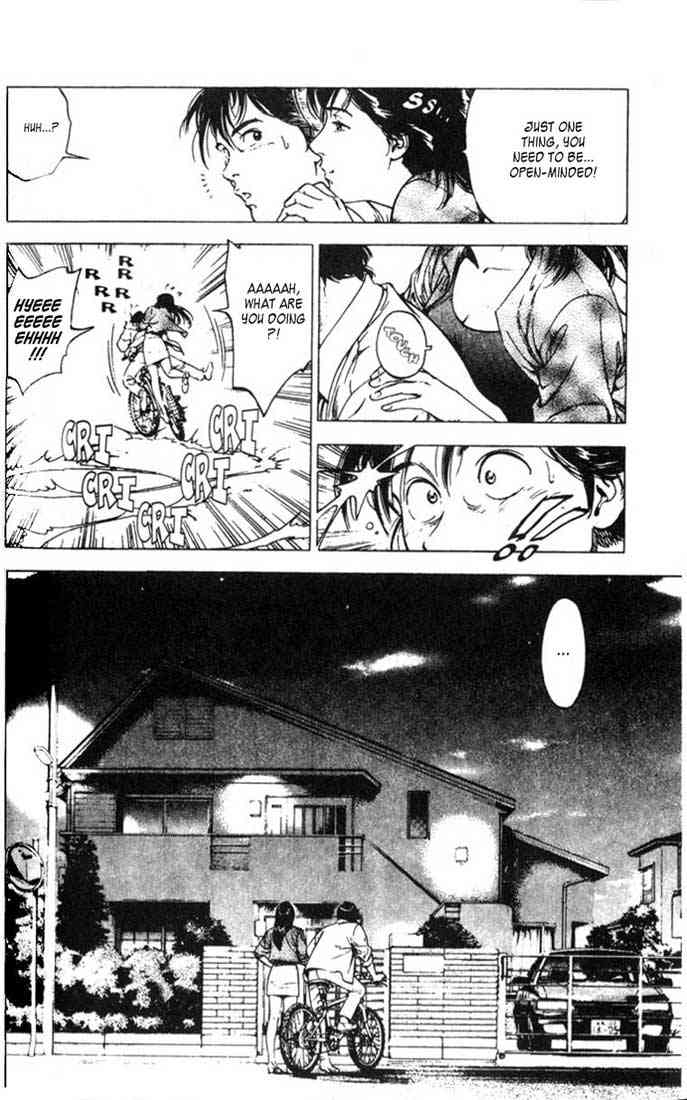 JUST ONE
THING, YOU
NEED TO BE...
OPEN-MINDED!
SS...
HUH...?
TOUCH
AAAAAH,
WHAT ARE
YOU DOING
?!
R
R R
R R
R
HYEEE
EEEEE
EHHHH
!!!
CRI
CRI
CRI
CRI
CRI
...